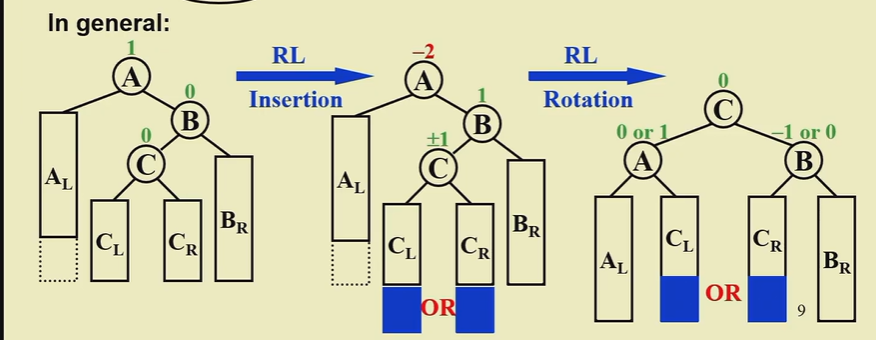 In general:
1
A
0
B
0
C
A_L
C_L
C_R
B_R
RL
Insertion
–2
A
1
B
±1
C
A_L
C_L
C_R
B_R
OR
RL
Rotation
0
C
0 or 1
A
–1 or 0
B
A_L
C_L
C_R
B_R
OR
9